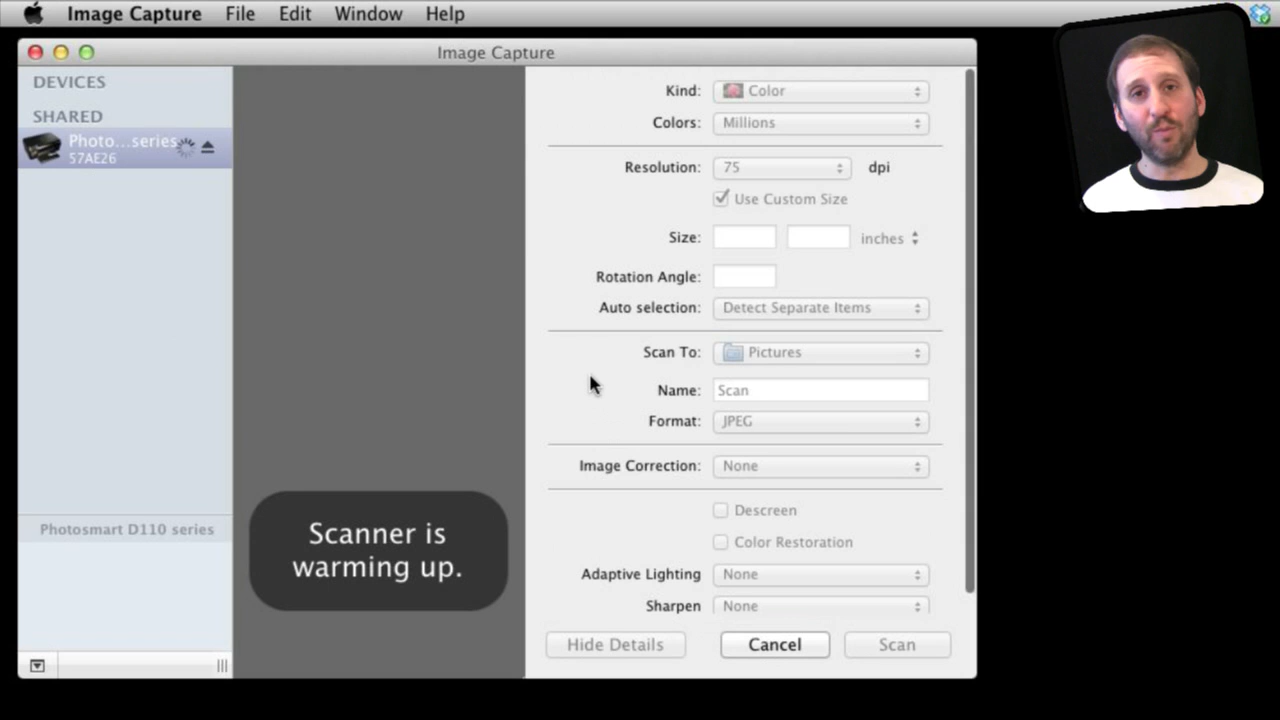 Image Capture File Edit Window Help
Image Capture
DEVICES
SHARED
Photo...series
57AE26
Photosmart D110 series
Scanner is
warming up.
Kind: Color
Colors: Millions
Resolution: 75 dpi
Use Custom Size
Size: inches
Rotation Angle:
Auto selection: Detect Separate Items
Scan To: Pictures
Name: Scan
Format: JPEG
Image Correction: None
Descreen
Color Restoration
Adaptive Lighting None
Sharpen None
Hide Details Cancel Scan